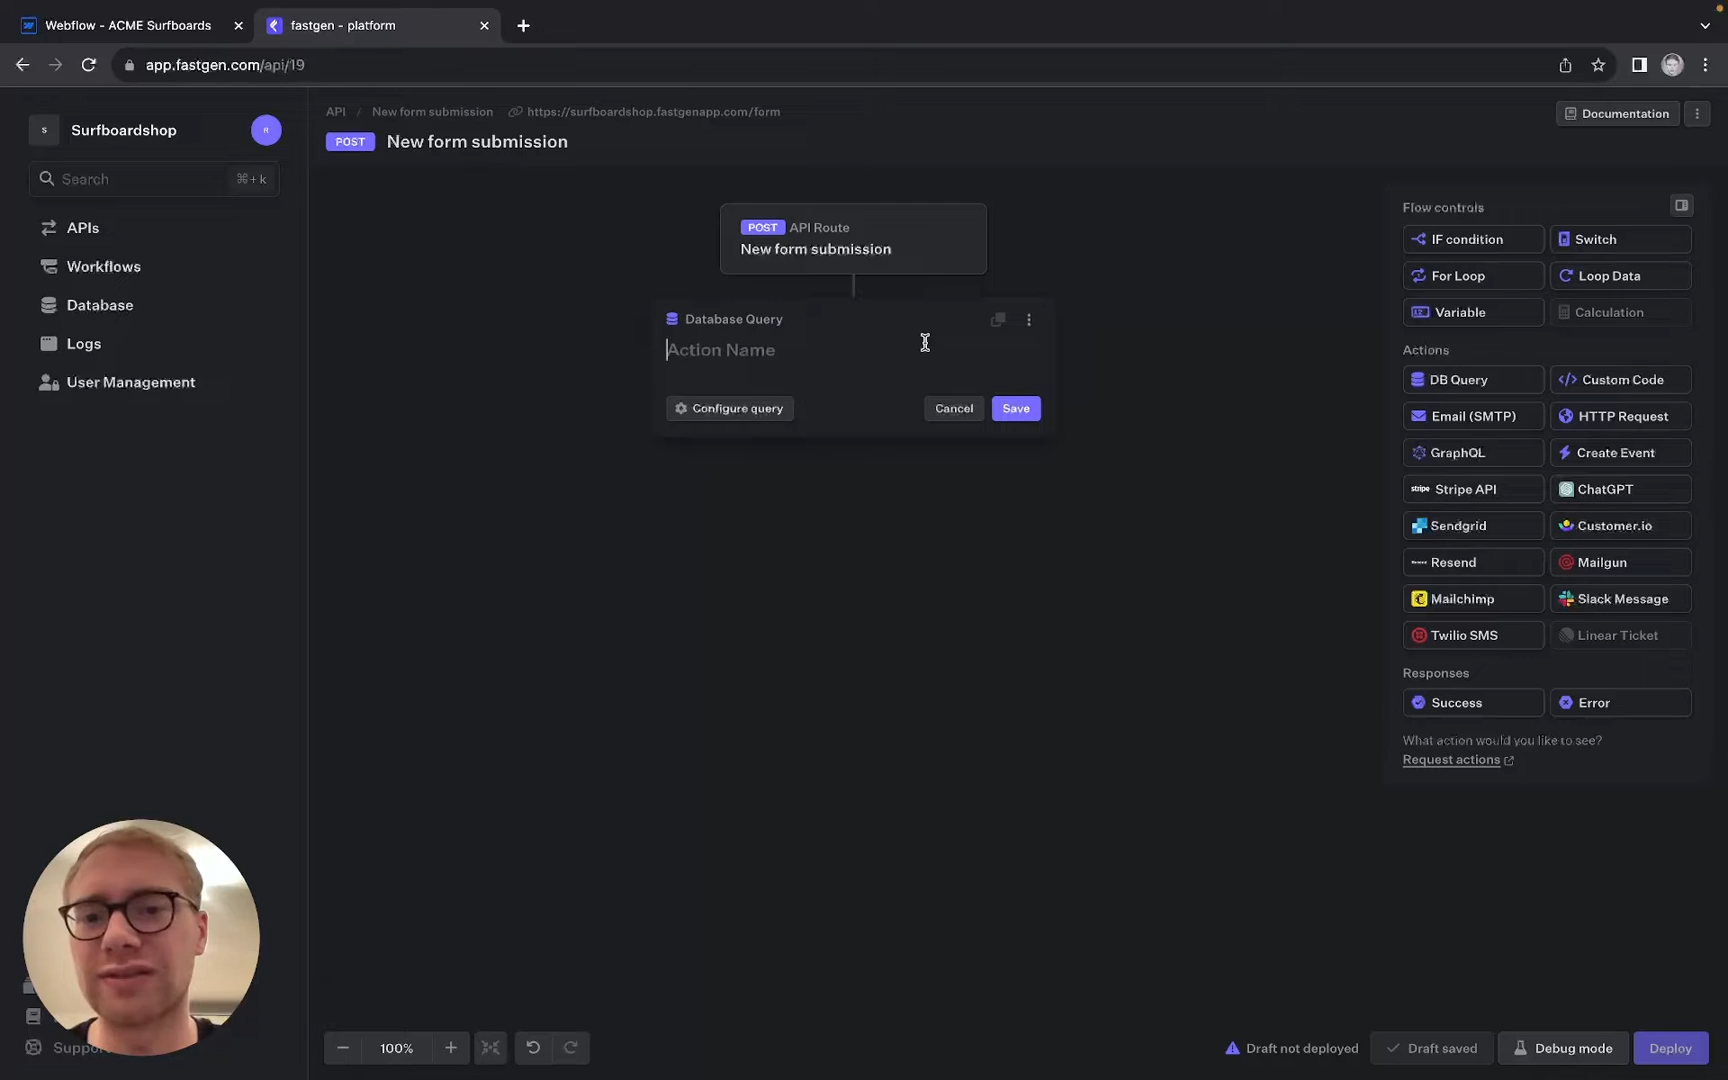 Webflow - ACME Surfboards
fastgen - platform
app.fastgen.com/api/19
S
Surfboardshop
R
Search
⌘+ k
APIs
Workflows
Database
Logs
User Management
API / New form submission
https://surfboardshop.fastgenapp.com/form
POST
New form submission
Documentation
POST API Route
New form submission
Database Query
Action Name
Configure query
Cancel
Save
Flow controls
IF condition
Switch
For Loop
Loop Data
Variable
Calculation
Actions
DB Query
Custom Code
Email (SMTP)
HTTP Request
GraphQL
Create Event
stripe Stripe API
ChatGPT
Sendgrid
Customer.io
Resend
Mailgun
Mailchimp
Slack Message
Twilio SMS
Linear Ticket
Responses
Success
Error
What action would you like to see?
Request actions
100%
Draft not deployed
Draft saved
Debug mode
Deploy